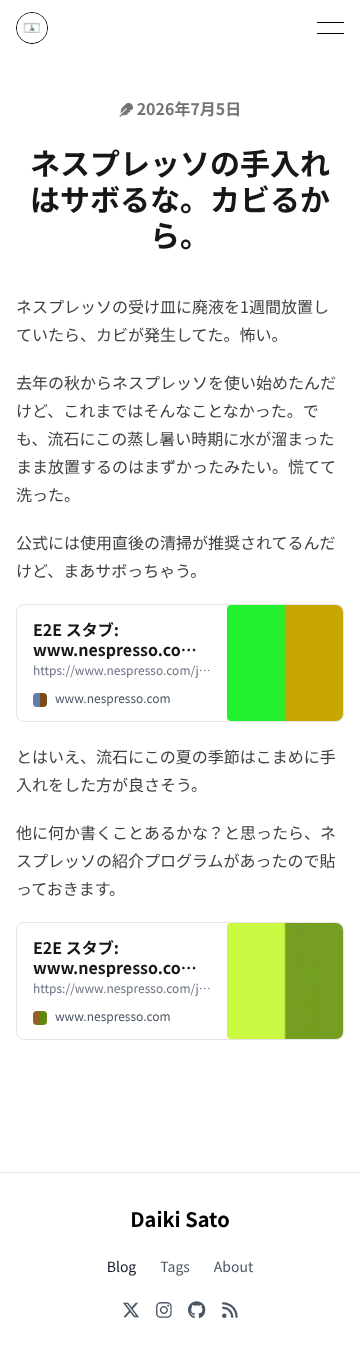 2026年7月5日
ネスプレッソの手入れ
はサボるな。カビるか
ら。
ネスプレッソの受け皿に廃液を1週間放置し
ていたら、カビが発生してた。怖い。
去年の秋からネスプレッソを使い始めたんだ
けど、これまではそんなことなかった。で
も、流石にこの蒸し暑い時期に水が溜まった
まま放置するのはまずかったみたい。慌てて
洗った。
公式には使用直後の清掃が推奨されてるんだ
けど、まあサボっちゃう。
E2E スタブ:
www.nespresso.co…
https://www.nespresso.com/j…
www.nespresso.com
とはいえ、流石にこの夏の季節はこまめに手
入れをした方が良さそう。
他に何か書くことあるかな？と思ったら、ネ
スプレッソの紹介プログラムがあったので貼
っておきます。
E2E スタブ:
www.nespresso.co…
https://www.nespresso.com/j…
www.nespresso.com
Daiki Sato
Blog Tags About